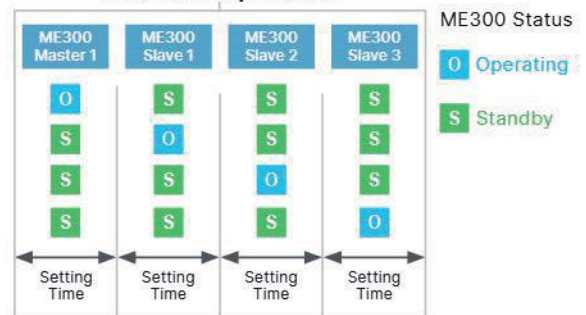 ME300 Status
ME300 ME300 ME300 ME300
Master 1 Slave 1 Slave 2 Slave 3
O Operating
O S S S
S Standby
S O S S
S S O S
S S S O
Setting Setting Setting Setting
Time Time Time Time